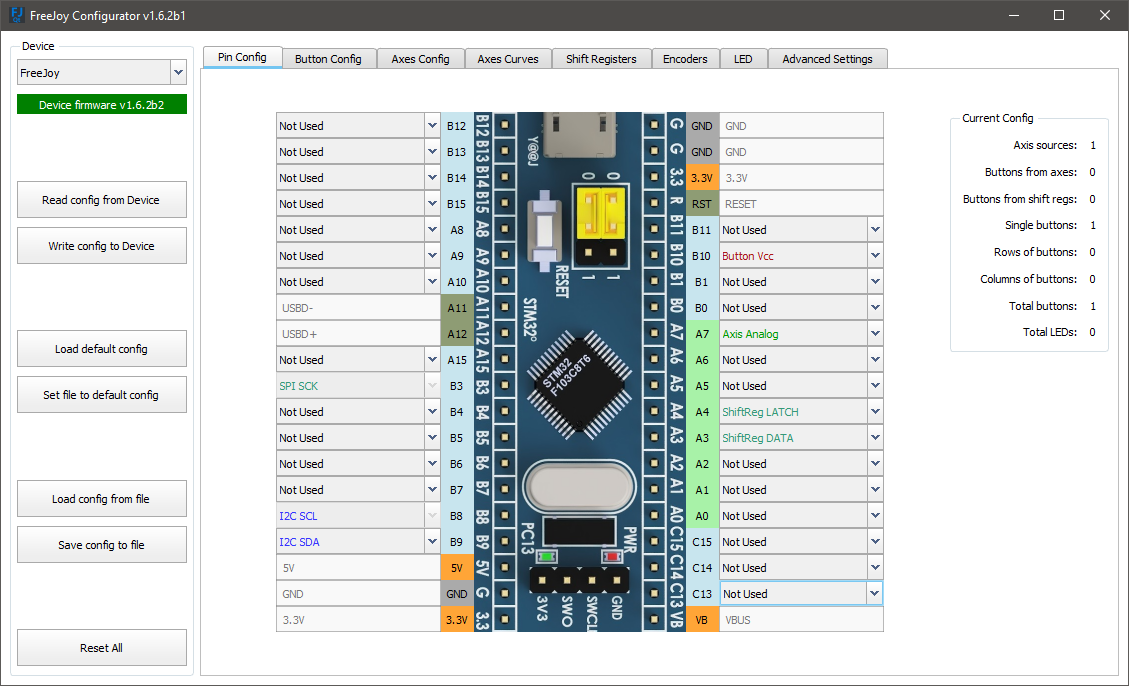 FreeJoy Configurator v1.6.2b1
Device
FreeJoy
Device firmware v1.6.2b2
Read config from Device
Write config to Device
Load default config
Set file to default config
Load config from file
Save config to file
Reset All
Pin Config
Button Config
Axes Config
Axes Curves
Shift Registers
Encoders
LED
Advanced Settings
Not Used B12
Not Used B13
Not Used B14
Not Used B15
Not Used A8
Not Used A9
Not Used A10
USBD- A11
USBD+ A12
Not Used A15
SPI SCK B3
Not Used B4
Not Used B5
Not Used B6
Not Used B7
I2C SCL B8
I2C SDA B9
5V 5V
GND GND
3.3V 3.3V
B12 B13 B14 B15 A8 A9 A10 A11 A12 A15 B3 B4 B5 B6 B7 B8 B9 5V G 3.3
Y@@J
0 0
1 1
RESET
STM32°
STM32
F103C8T6
PC13
PWR
3V3
SWO
SWCL
GND
G G 3.3 R B11 B10 B1 B0 A7 A6 A5 A4 A3 A2 A1 A0 C15 C14 C13 VB
GND GND
GND GND
3.3V 3.3V
RST RESET
B11 Not Used
B10 Button Vcc
B1 Not Used
B0 Not Used
A7 Axis Analog
A6 Not Used
A5 Not Used
A4 ShiftReg LATCH
A3 ShiftReg DATA
A2 Not Used
A1 Not Used
A0 Not Used
C15 Not Used
C14 Not Used
C13 Not Used
VB VBUS
Current Config
Axis sources: 1
Buttons from axes: 0
Buttons from shift regs: 0
Single buttons: 1
Rows of buttons: 0
Columns of buttons: 0
Total buttons: 1
Total LEDs: 0